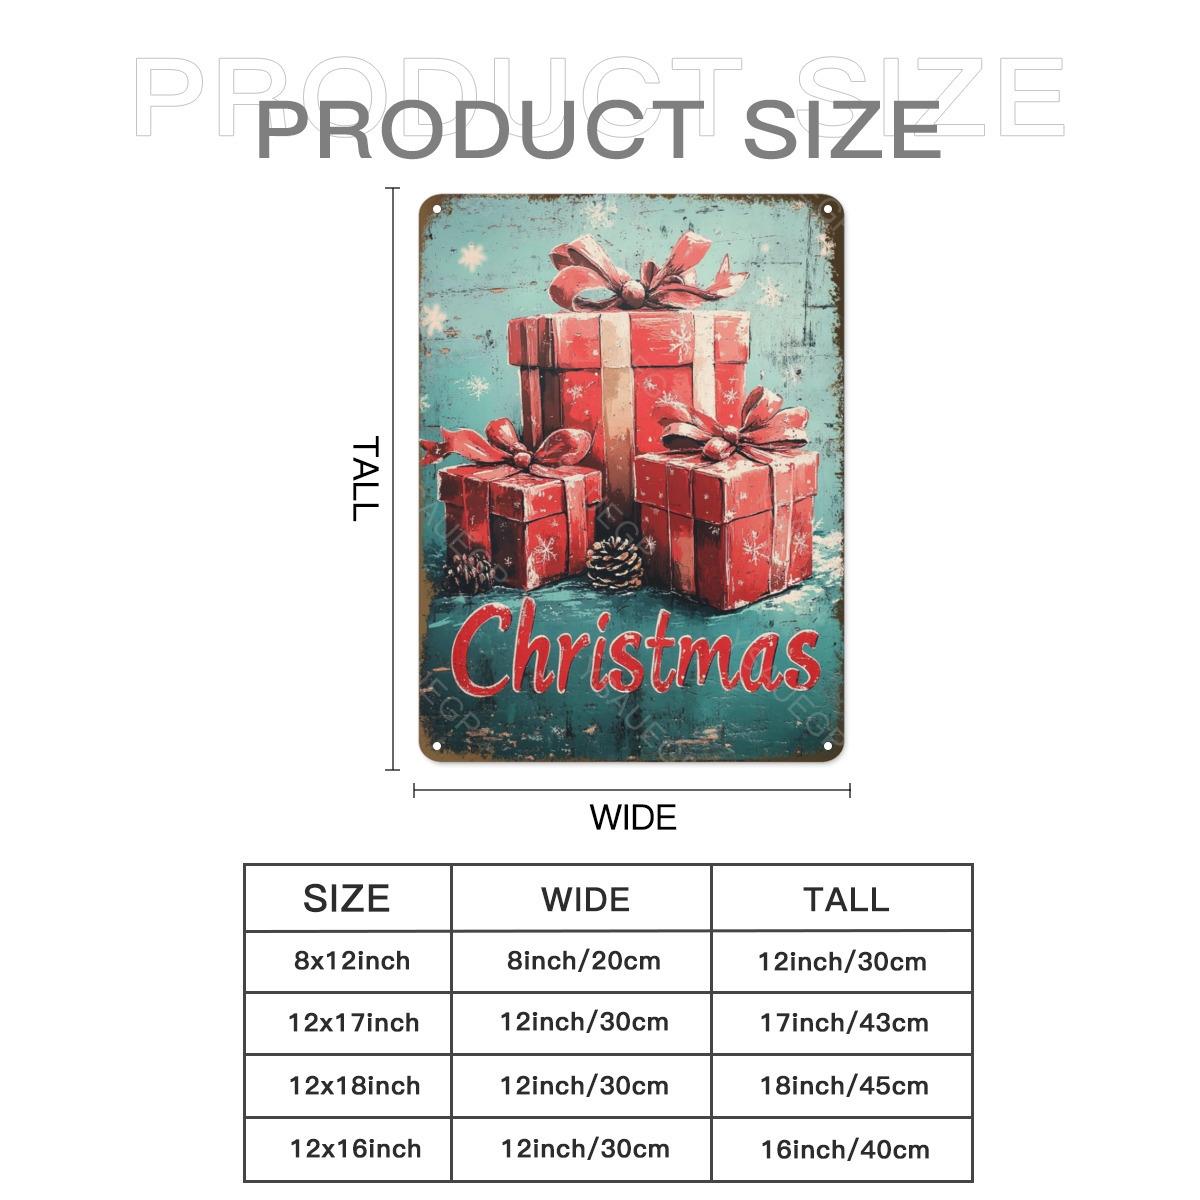 PRODUCT SIZE
PRODUCT SIZE
TALL
Christmas
WIDE
SIZE WIDE TALL
8x12inch 8inch/20cm 12inch/30cm
12x17inch 12inch/30cm 17inch/43cm
12x18inch 12inch/30cm 18inch/45cm
12x16inch 12inch/30cm 16inch/40cm